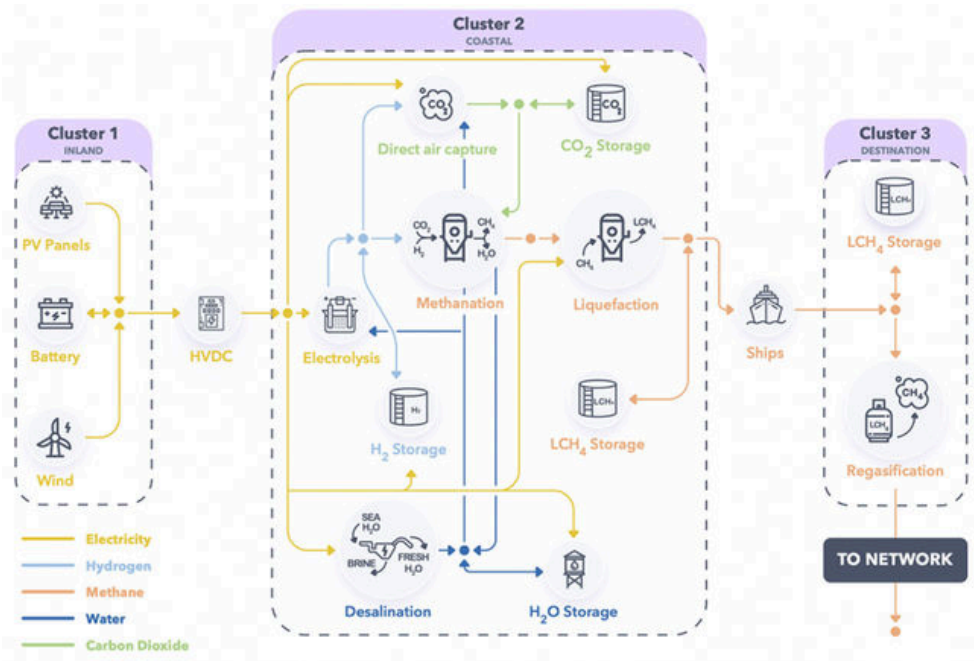 Cluster 1
INLAND
PV Panels
Battery
Wind
HVDC
Cluster 2
COASTAL
CO₂
Direct air capture
CO₂
CO₂ Storage
CO₂
H₂
CH₄
H₂O
Methanation
CH₄
LCH₄
Liquefaction
Electrolysis
H₂
H₂ Storage
LCH₄
LCH₄ Storage
SEA
H₂O
BRINE
FRESH
H₂O
Desalination
H₂O Storage
Ships
Cluster 3
DESTINATION
LCH₄
LCH₄ Storage
CH₄
LCH₄
Regasification
TO NETWORK
Electricity
Hydrogen
Methane
Water
Carbon Dioxide